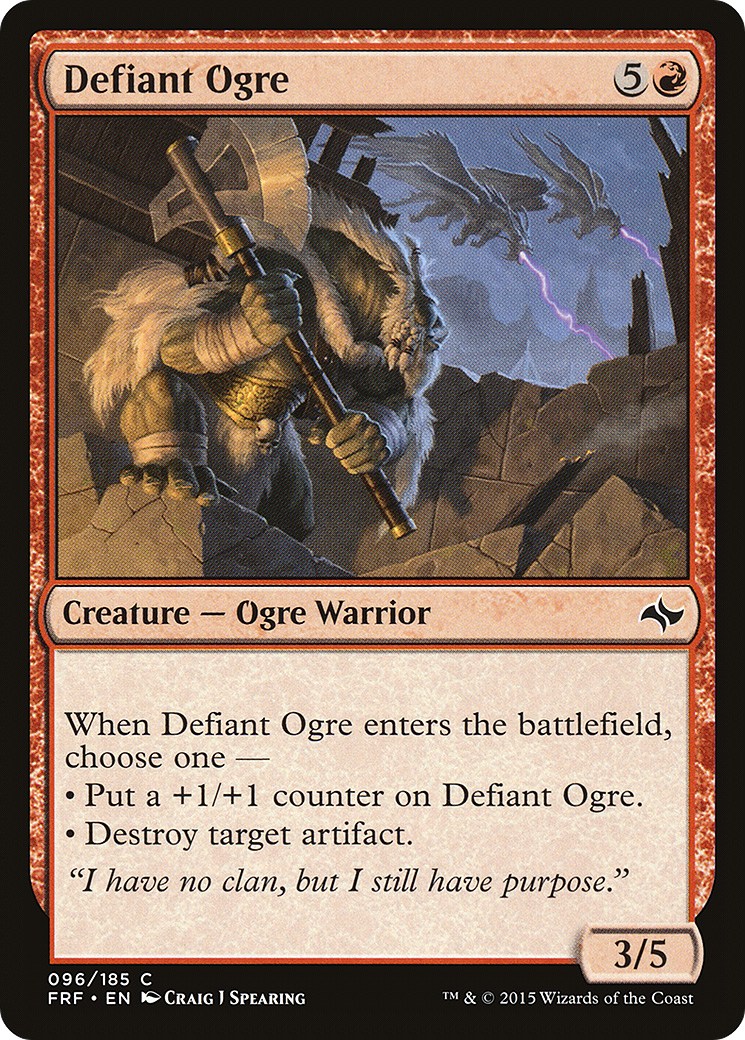 Defiant Ogre 5
Creature — Ogre Warrior
When Defiant Ogre enters the battlefield,
choose one —
• Put a +1/+1 counter on Defiant Ogre.
• Destroy target artifact.
“I have no clan, but I still have purpose.”
3/5
096/185 C
FRF • EN Craig J Spearing
™ & © 2015 Wizards of the Coast